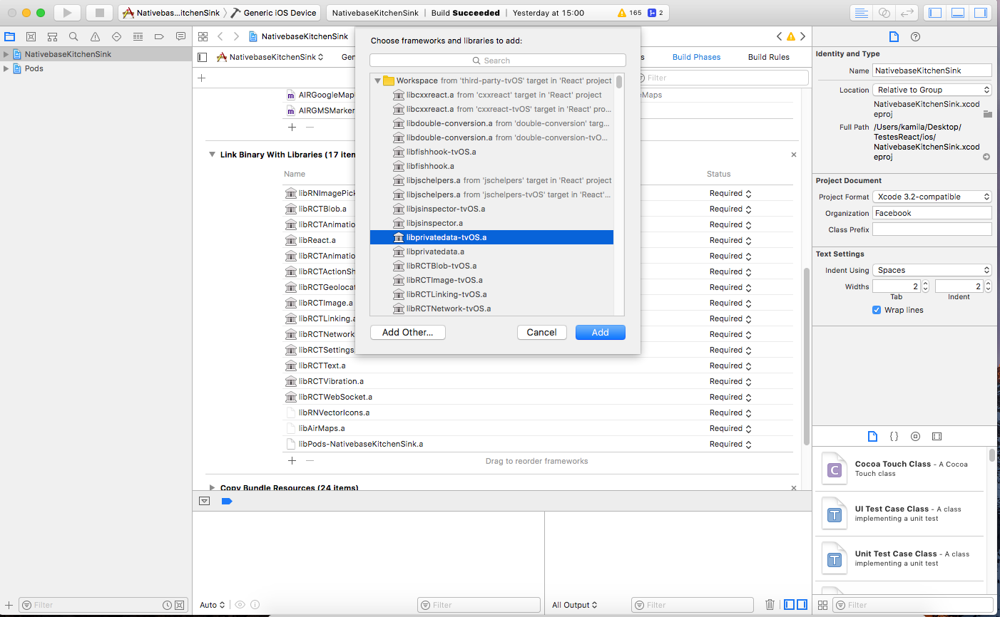 Nativebas...itchenSink
Generic iOS Device
NativebaseKitchenSink
Build Succeeded
Yesterday at 15:00
165
2
NativebaseKitchenSink
Pods
NativebaseKitchenSink
NativebaseKitchenSink
Gen
s
Build Phases
Build Rules
Filter
AIRGoogleMap
eMaps
AIRGMSMarker
Link Binary With Libraries (17 item
Name
Status
libRNImagePick
Required
libRCTBlob.a
Required
libRCTAnimatio
Required
libReact.a
Required
libRCTAnimation
Required
libRCTActionSh
Required
libRCTGeolocat
Required
libRCTImage.a
Required
libRCTLinking.a
Required
libRCTNetwork
Required
libRCTSettings
Required
libRCTText.a
Required
libRCTVibration.a
Required
libRCTWebSocket.a
Required
libRNVectorIcons.a
Required
libAirMaps.a
Required
libPods-NativebaseKitchenSink.a
Required
Drag to reorder frameworks
Copy Bundle Resources (24 items)
Choose frameworks and libraries to add:
Search
Workspace from 'third-party-tvOS' target in 'React' project
libcxxreact.a from 'cxxreact' target in 'React' project
libcxxreact.a from 'cxxreact-tvOS' target in 'React' pro...
libdouble-conversion.a from 'double-conversion' targ...
libdouble-conversion.a from 'double-conversion-tvO...
libfishhook-tvOS.a
libfishhook.a
libjschelpers.a from 'jschelpers' target in 'React' project
libjschelpers.a from 'jschelpers-tvOS' target in 'React'...
libjsinspector-tvOS.a
libjsinspector.a
libprivatedata-tvOS.a
libprivatedata.a
libRCTBlob-tvOS.a
libRCTImage-tvOS.a
libRCTLinking-tvOS.a
libRCTNetwork-tvOS.a
Add Other...
Cancel
Add
Identity and Type
Name
NativebaseKitchenSink
Location
Relative to Group
NativebaseKitchenSink.xcod
eproj
Full Path
/Users/kamila/Desktop/
TestesReact/ios/
NativebaseKitchenSink.xcod
eproj
Project Document
Project Format
Xcode 3.2-compatible
Organization
Facebook
Class Prefix
Text Settings
Indent Using
Spaces
Widths
2
2
Tab
Indent
Wrap lines
{}
C
Cocoa Touch Class - A Cocoa
Touch class
T
UI Test Case Class - A class
implementing a unit test
T
Unit Test Case Class - A class
implementing a unit test
Filter
Auto
Filter
All Output
Filter
Filter